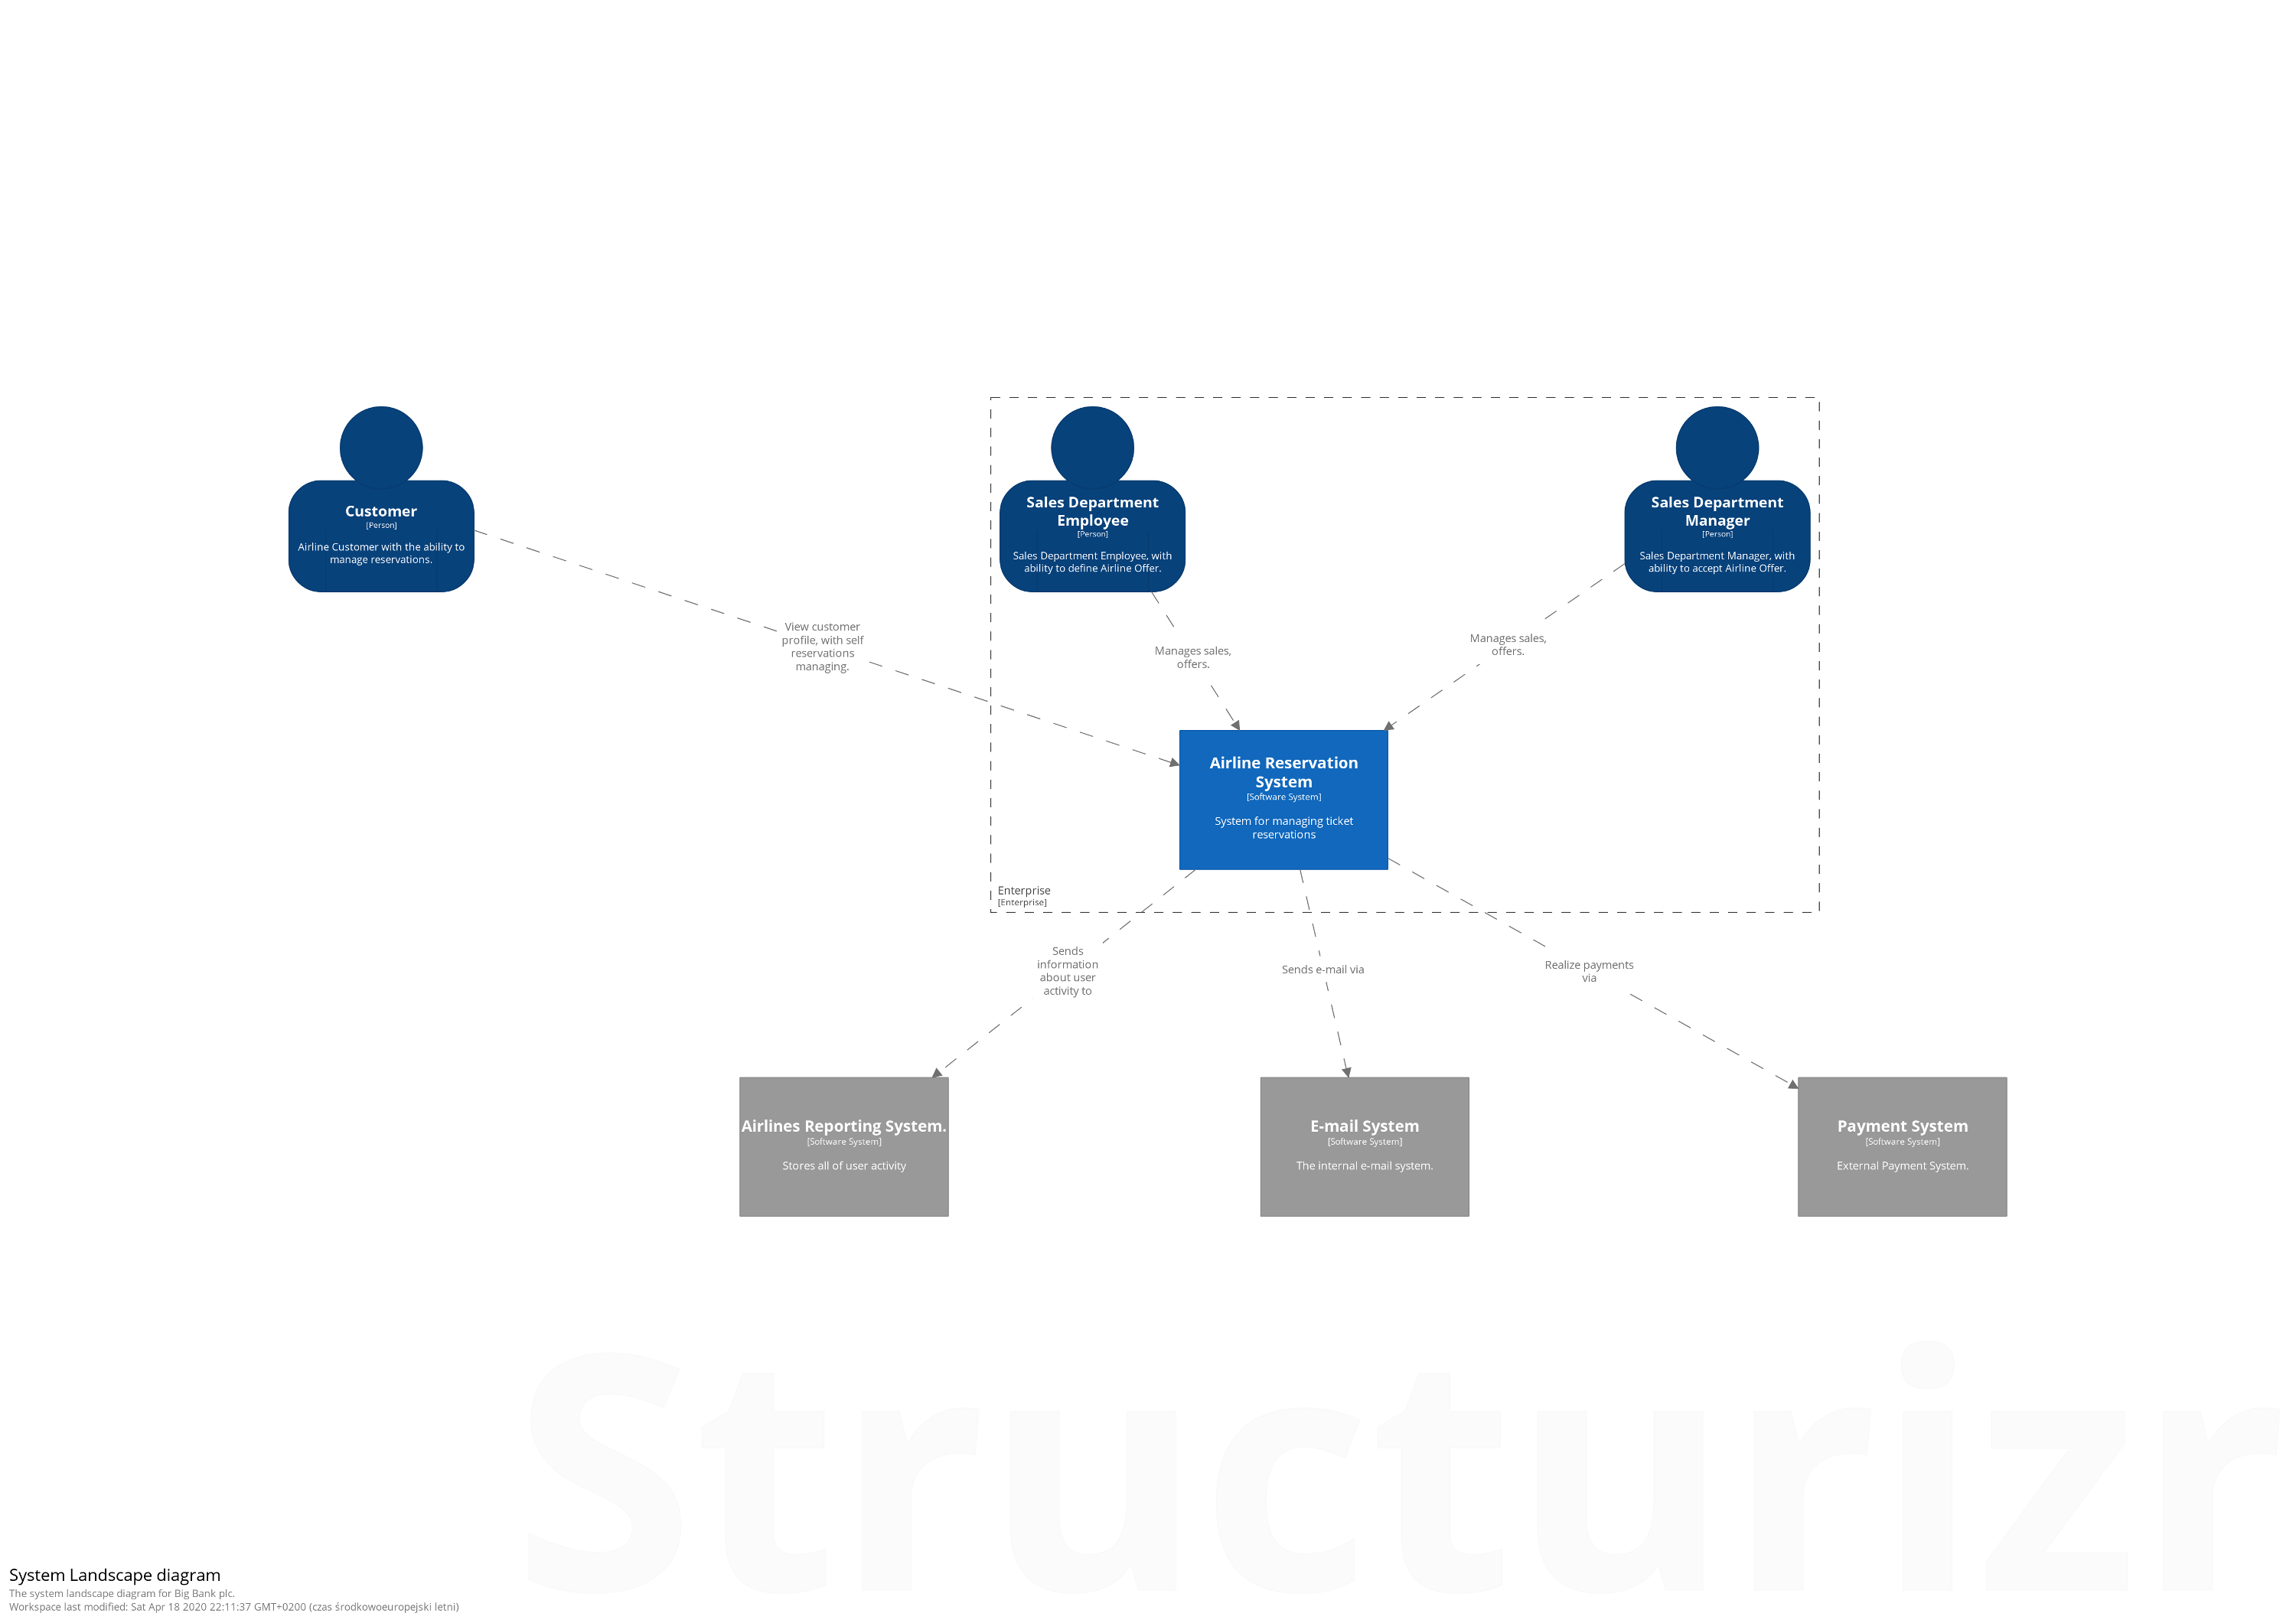 Customer
[Person]
Airline Customer with the ability to
manage reservations.
Sales Department
Employee
[Person]
Sales Department Employee, with
ability to define Airline Offer.
Sales Department
Manager
[Person]
Sales Department Manager, with
ability to accept Airline Offer.
View customer
profile, with self
reservations
managing.
Manages sales,
offers.
Manages sales,
offers.
Airline Reservation
System
[Software System]
System for managing ticket
reservations
Enterprise
[Enterprise]
Sends
information
about user
activity to
Sends e-mail via
Realize payments
via
Airlines Reporting System.
[Software System]
Stores all of user activity
E-mail System
[Software System]
The internal e-mail system.
Payment System
[Software System]
External Payment System.
Structurizr
System Landscape diagram
The system landscape diagram for Big Bank plc.
Workspace last modified: Sat Apr 18 2020 22:11:37 GMT+0200 (czas środkowoeuropejski letni)